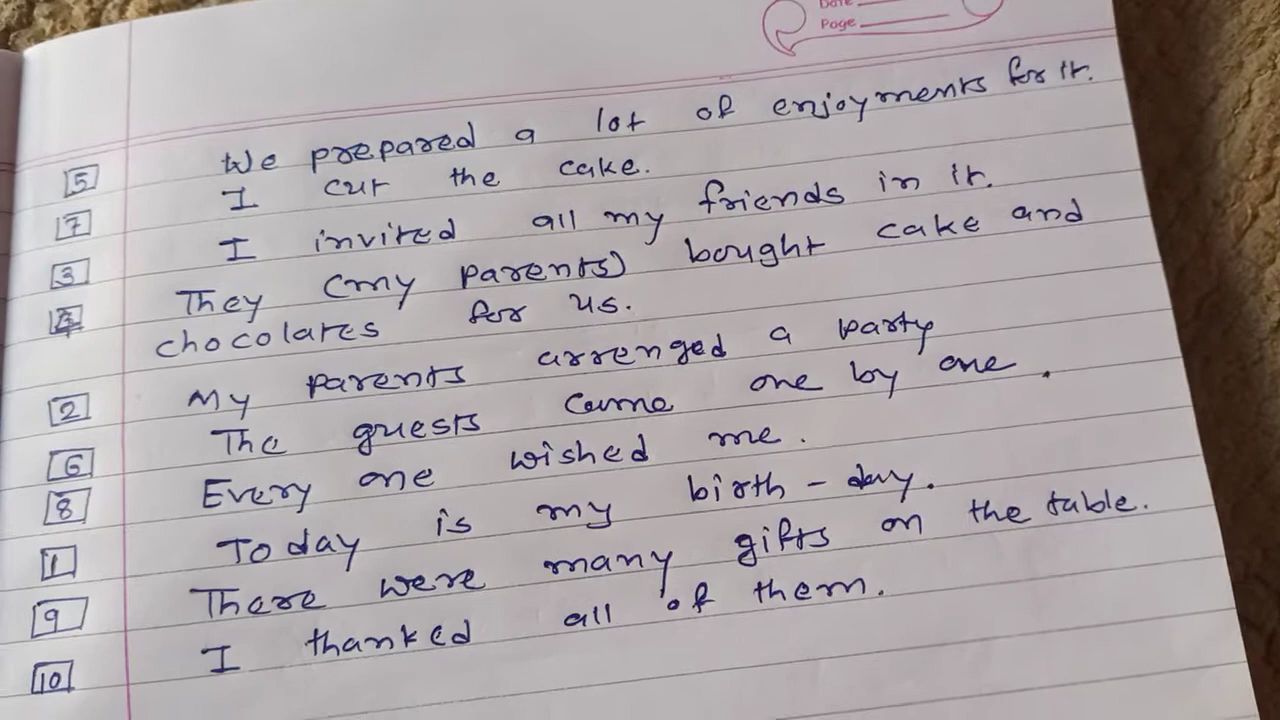 Date
Page
5 We prepared a lot of enjoyments for it.
7 I cut the cake.
3 I invited all my friends in it.
4 They (my parents) bought cake and
chocolates for us.
2 My parents arrenged a party
6 The guests came one by one.
8 Every one wished me.
1 Today is my birth-day.
9 There were many gifts on the table.
10 I thanked all of them.